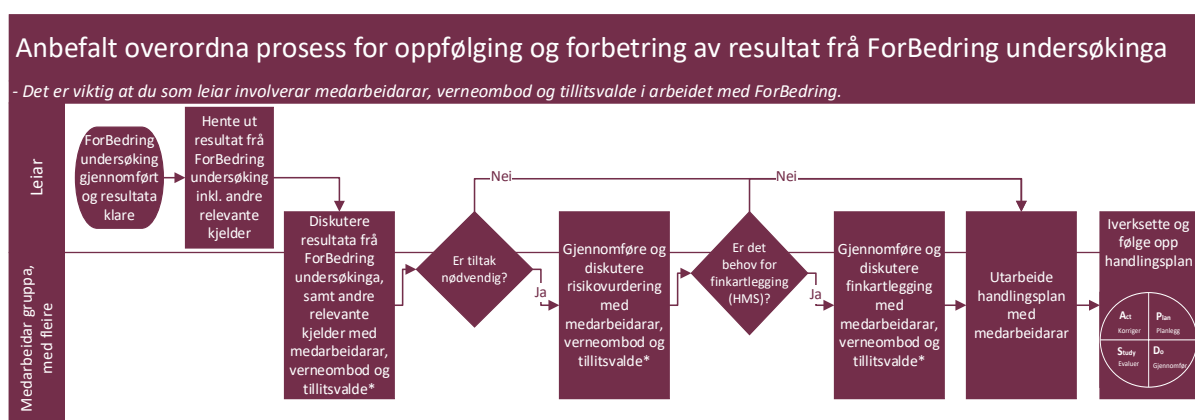 Anbefalt overordna prosess for oppfølging og forbetring av resultat frå ForBedring undersøkinga
- Det er viktig at du som leiar involverar medarbeidarar, verneombod og tillitsvalde i arbeidet med ForBedring.
Leiar
Medarbeidar gruppa,
med fleire
ForBedring
undersøking
gjennomført
og resultata
klare
Hente ut
resultat frå
ForBedring
undersøking
inkl. andre
relevante
kjelder
Diskutere
resultata frå
ForBedring
undersøkinga,
samt andre
relevante
kjelder med
medarbeidarar,
verneombod og
tillitsvalde*
Er tiltak
nødvendig?
Nei
Ja
Gjennomføre og
diskutere
risikovurdering
med
medarbeidarar,
verneombod og
tillitsvalde*
Er det
behov for
finkartlegging
(HMS)?
Nei
Ja
Gjennomføre og
diskutere
finkartlegging
med
medarbeidarar,
verneombod og
tillitsvalde*
Utarbeide
handlingsplan
med
medarbeidarar
Iverksette og
følge opp
handlingsplan
Act
Korriger
Plan
Planlegg
Study
Evaluer
Do
Gjennomfør